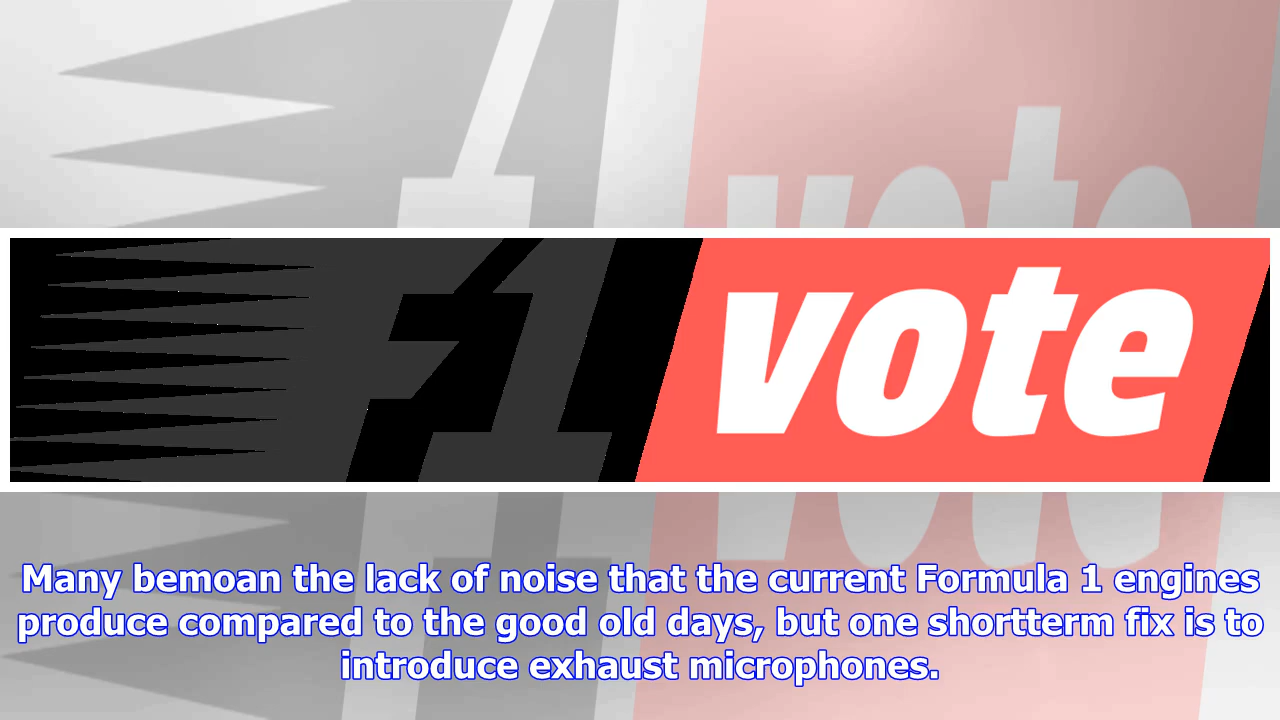 F1 vote
Many bemoan the lack of noise that the current Formula 1 engines
produce compared to the good old days, but one shortterm fix is to
introduce exhaust microphones.